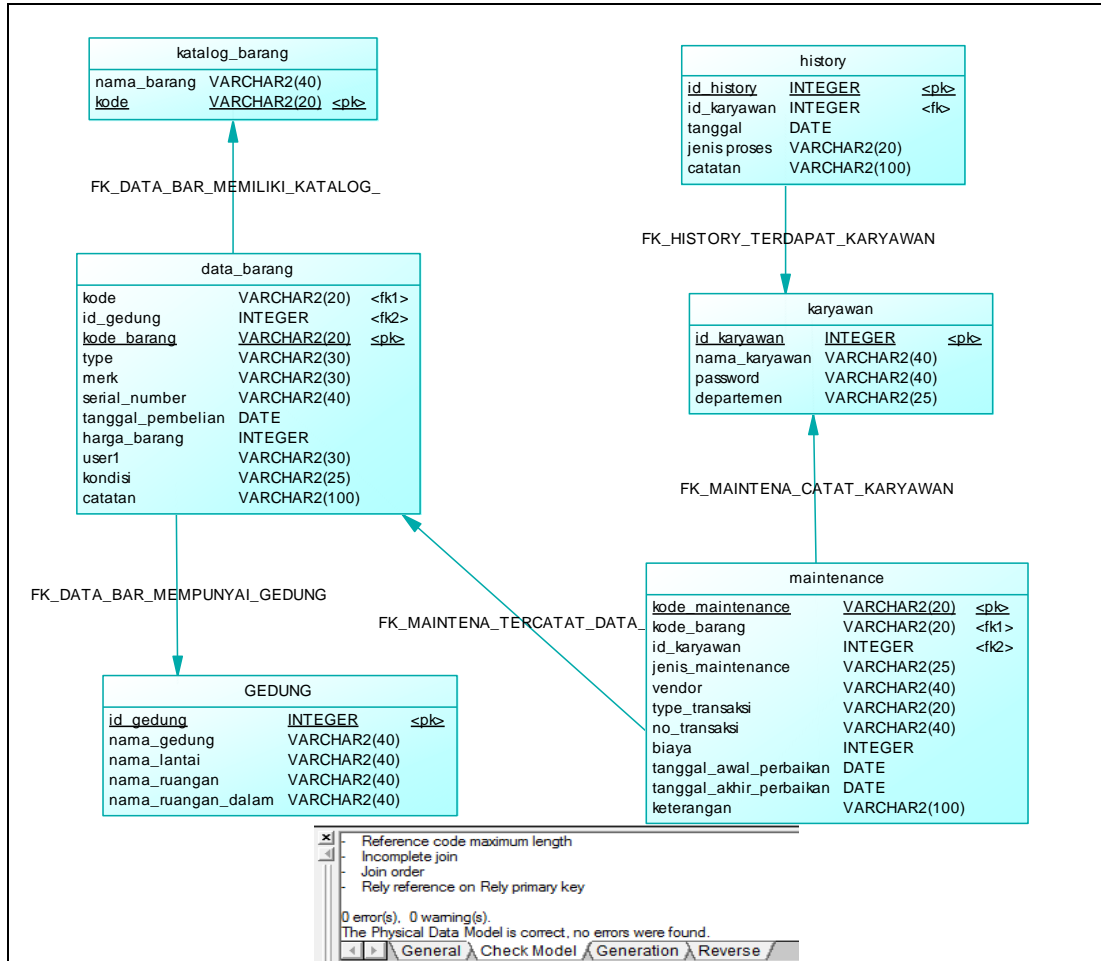 katalog_barang
nama_barang VARCHAR2(40)
kode VARCHAR2(20) <pk>
FK_DATA_BAR_MEMILIKI_KATALOG_
data_barang
kode VARCHAR2(20) <fk1>
id_gedung INTEGER <fk2>
kode_barang VARCHAR2(20) <pk>
type VARCHAR2(30)
merk VARCHAR2(30)
serial_number VARCHAR2(40)
tanggal_pembelian DATE
harga_barang INTEGER
user1 VARCHAR2(30)
kondisi VARCHAR2(25)
catatan VARCHAR2(100)
FK_DATA_BAR_MEMPUNYAI_GEDUNG
GEDUNG
id_gedung INTEGER <pk>
nama_gedung VARCHAR2(40)
nama_lantai VARCHAR2(40)
nama_ruangan VARCHAR2(40)
nama_ruangan_dalam VARCHAR2(40)
history
id_history INTEGER <pk>
id_karyawan INTEGER <fk>
tanggal DATE
jenis proses VARCHAR2(20)
catatan VARCHAR2(100)
FK_HISTORY_TERDAPAT_KARYAWAN
karyawan
id_karyawan INTEGER <pk>
nama_karyawan VARCHAR2(40)
password VARCHAR2(40)
departemen VARCHAR2(25)
FK_MAINTENA_CATAT_KARYAWAN
FK_MAINTENA_TERCATAT_DATA_
maintenance
kode_maintenance VARCHAR2(20) <pk>
kode_barang VARCHAR2(20) <fk1>
id_karyawan INTEGER <fk2>
jenis_maintenance VARCHAR2(25)
vendor VARCHAR2(40)
type_transaksi VARCHAR2(20)
no_transaksi VARCHAR2(40)
biaya INTEGER
tanggal_awal_perbaikan DATE
tanggal_akhir_perbaikan DATE
keterangan VARCHAR2(100)
- Reference code maximum length
- Incomplete join
- Join order
- Rely reference on Rely primary key
0 error(s), 0 warning(s).
The Physical Data Model is correct, no errors were found.
General Check Model Generation Reverse